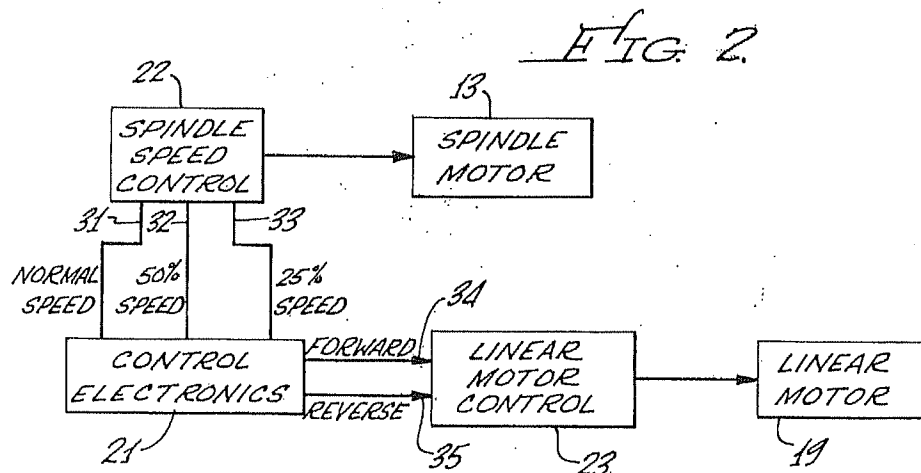 FIG. 2.
22
SPINDLE
SPEED
CONTROL
13
SPINDLE
MOTOR
31
32
33
NORMAL
SPEED
50%
SPEED
25%
SPEED
CONTROL
ELECTRONICS
21
FORWARD
34
REVERSE
35
LINEAR
MOTOR
CONTROL
23
LINEAR
MOTOR
19